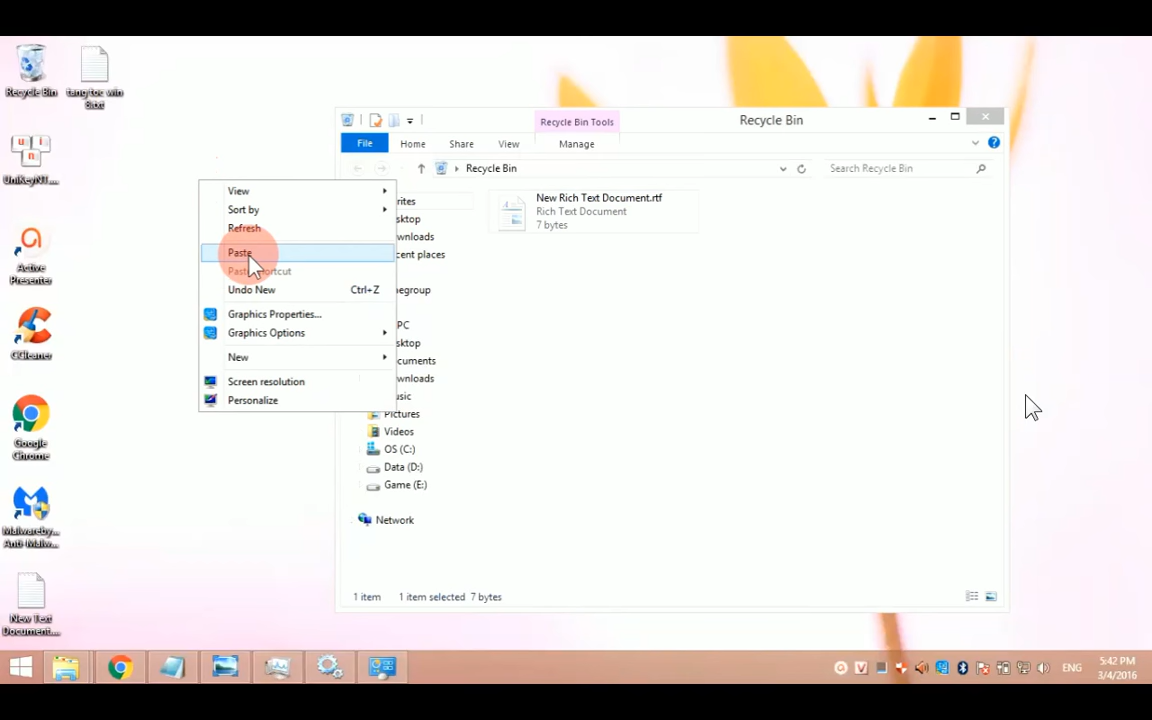 Recycle Bin
tang toc win
8.txt
UniKeyNT....
Active
Presenter
CCleaner
Google
Chrome
Malwareby...
Anti-Malw...
New Text
Document....
Recycle Bin Tools
Recycle Bin
File
Home
Share
View
Manage
Recycle Bin
Search Recycle Bin
View
Sort by
Refresh
Paste
Undo New
Ctrl+Z
Graphics Properties...
Graphics Options
New
Screen resolution
Personalize
rites
sktop
wnloads
cent places
egroup
PC
sktop
cuments
wnloads
usic
Pictures
Videos
OS (C:)
Data (D:)
Game (E:)
Network
New Rich Text Document.rtf
Rich Text Document
7 bytes
1 item
1 item selected 7 bytes
ENG
5:42 PM
3/4/2016